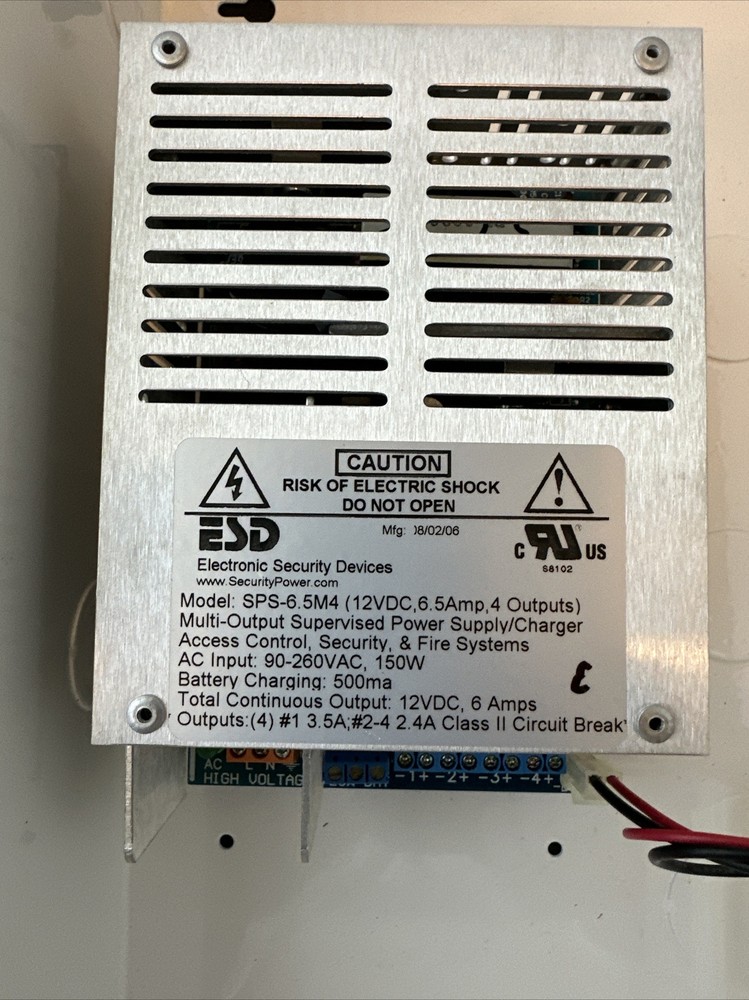 CAUTION
RISK OF ELECTRIC SHOCK
DO NOT OPEN
ESD
Mfg: 08/02/06
Electronic Security Devices
www.SecurityPower.com
C RU US
®
S8102
Model: SPS-6.5M4 (12VDC,6.5Amp,4 Outputs)
Multi-Output Supervised Power Supply/Charger
Access Control, Security, & Fire Systems
AC Input: 90-260VAC, 150W
Battery Charging: 500ma
Total Continuous Output: 12VDC, 6 Amps
Outputs:(4) #1 3.5A;#2-4 2.4A Class II Circuit Break
AC L N
HIGH VOLTAG
-1+ -2+ -3+ -4+